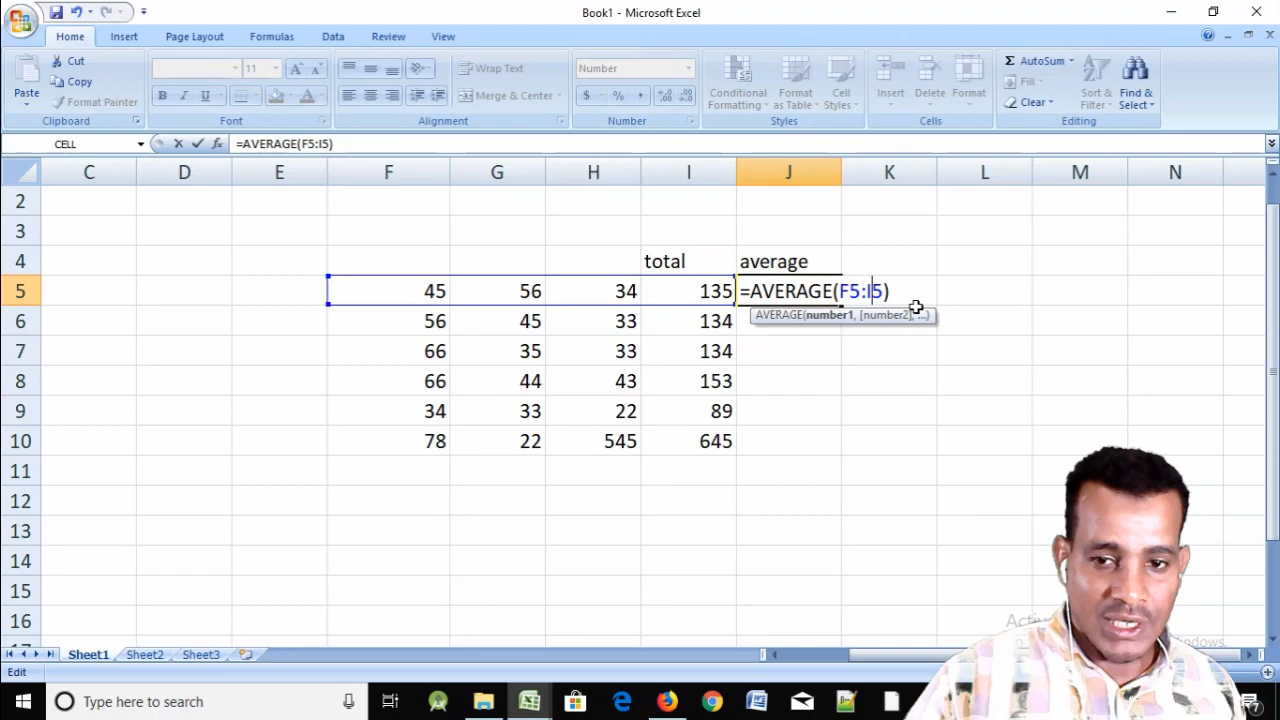 Book1 - Microsoft Excel
Home Insert Page Layout Formulas Data Review View
Paste Cut Copy Format Painter Clipboard
11 Font
Wrap Text Merge & Center Alignment
Number $ % , Number
Conditional Formatting Format as Table Cell Styles Styles
Insert Delete Format Cells
Σ AutoSum Fill Clear Sort & Filter Find & Select Editing
CELL fx =AVERAGE(F5:I5)
C D E F G H I J K L M N
2
3
4 total average
5 45 56 34 135 =AVERAGE(F5:I5)
AVERAGE(number1, [number2], ...)
6 56 45 33 134
7 66 35 33 134
8 66 44 43 153
9 34 33 22 89
10 78 22 545 645
11
12
13
14
15
16
Sheet1 Sheet2 Sheet3
Edit
Type here to search